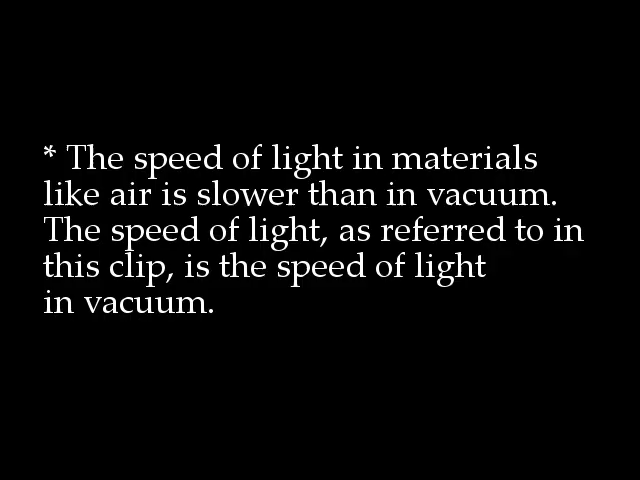 * The speed of light in materials
like air is slower than in vacuum.
The speed of light, as referred to in
this clip, is the speed of light
in vacuum.